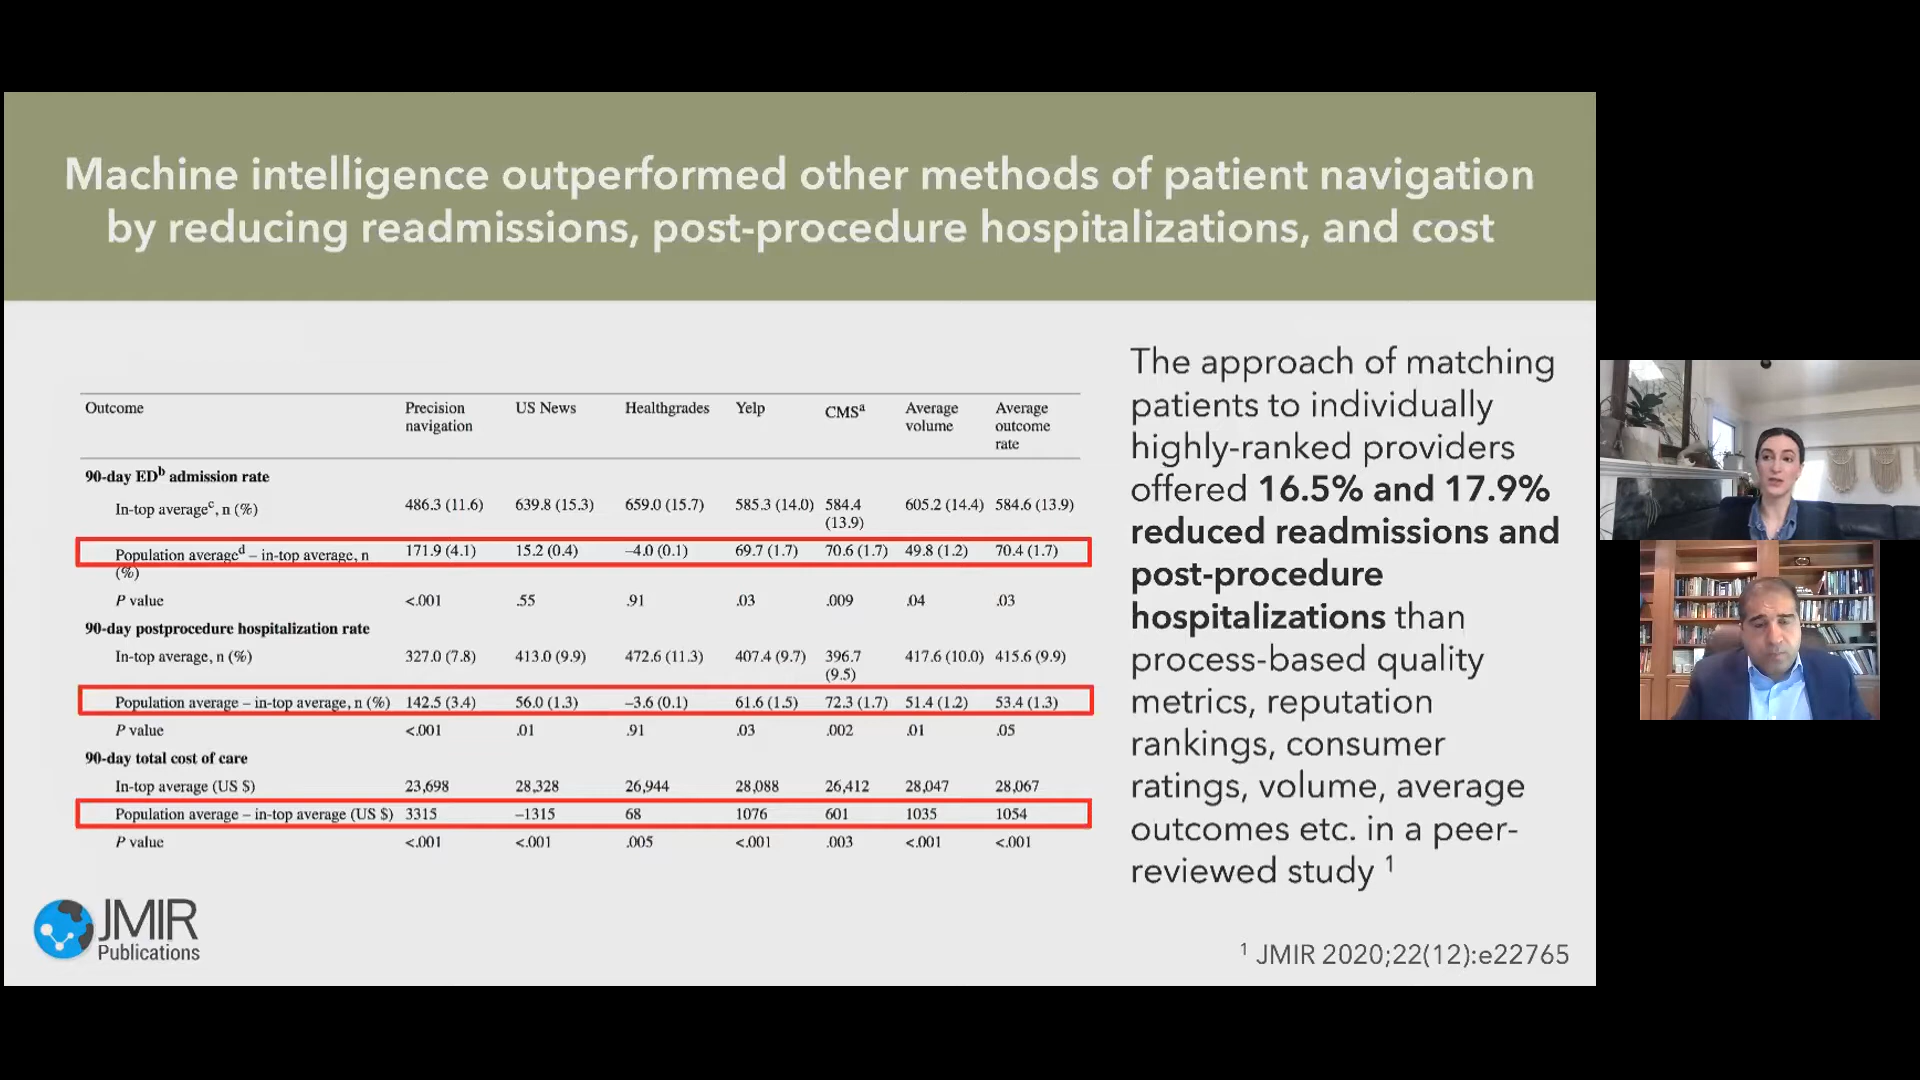 Machine intelligence outperformed other methods of patient navigation
by reducing readmissions, post-procedure hospitalizations, and cost
Outcome Precision navigation US News Healthgrades Yelp CMSa Average volume Average outcome rate
90-day EDb admission rate
In-top averagec, n (%) 486.3 (11.6) 639.8 (15.3) 659.0 (15.7) 585.3 (14.0) 584.4 (13.9) 605.2 (14.4) 584.6 (13.9)
Population averaged – in-top average, n (%) 171.9 (4.1) 15.2 (0.4) –4.0 (0.1) 69.7 (1.7) 70.6 (1.7) 49.8 (1.2) 70.4 (1.7)
P value <.001 .55 .91 .03 .009 .04 .03
90-day postprocedure hospitalization rate
In-top average, n (%) 327.0 (7.8) 413.0 (9.9) 472.6 (11.3) 407.4 (9.7) 396.7 (9.5) 417.6 (10.0) 415.6 (9.9)
Population average – in-top average, n (%) 142.5 (3.4) 56.0 (1.3) –3.6 (0.1) 61.6 (1.5) 72.3 (1.7) 51.4 (1.2) 53.4 (1.3)
P value <.001 .01 .91 .03 .002 .01 .05
90-day total cost of care
In-top average (US $) 23,698 28,328 26,944 28,088 26,412 28,047 28,067
Population average – in-top average (US $) 3315 –1315 68 1076 601 1035 1054
P value <.001 <.001 .005 <.001 .003 <.001 <.001
The approach of matching
patients to individually
highly-ranked providers
offered 16.5% and 17.9%
reduced readmissions and
post-procedure
hospitalizations than
process-based quality
metrics, reputation
rankings, consumer
ratings, volume, average
outcomes etc. in a peer-
reviewed study 1
JMIR
Publications
1 JMIR 2020;22(12):e22765